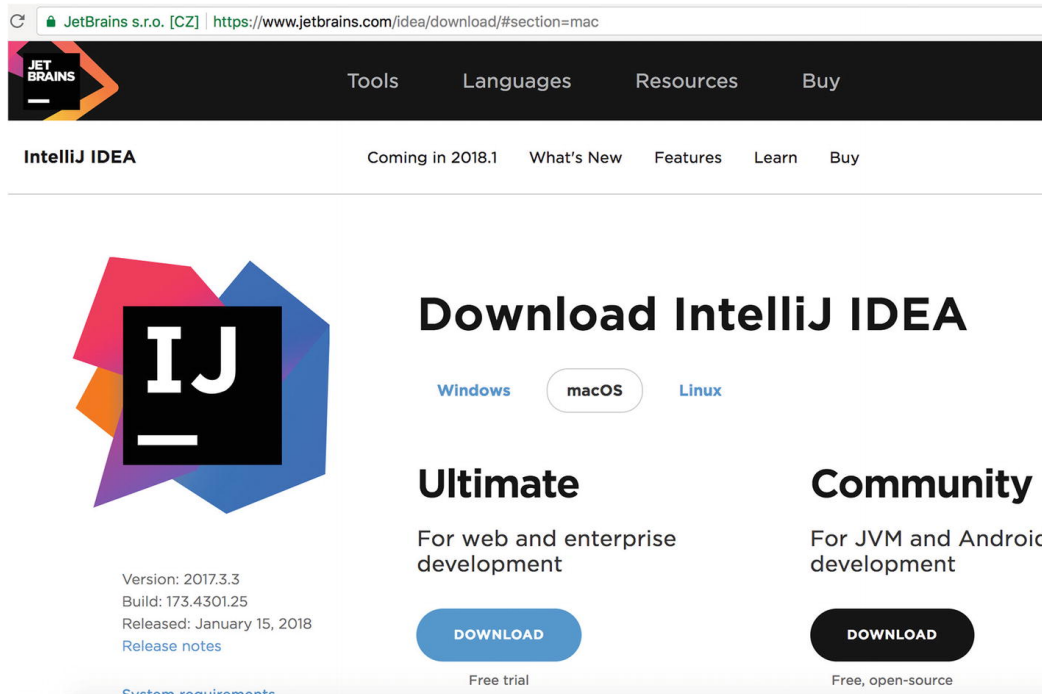 JetBrains s.r.o. [CZ] https://www.jetbrains.com/idea/download/#section=mac
JET
BRAINS
Tools Languages Resources Buy
IntelliJ IDEA Coming in 2018.1 What's New Features Learn Buy
IJ
Download IntelliJ IDEA
Windows macOS Linux
Ultimate
For web and enterprise
development
DOWNLOAD
Free trial
Community
For JVM and Android
development
DOWNLOAD
Free, open-source
Version: 2017.3.3
Build: 173.4301.25
Released: January 15, 2018
Release notes
System requirements